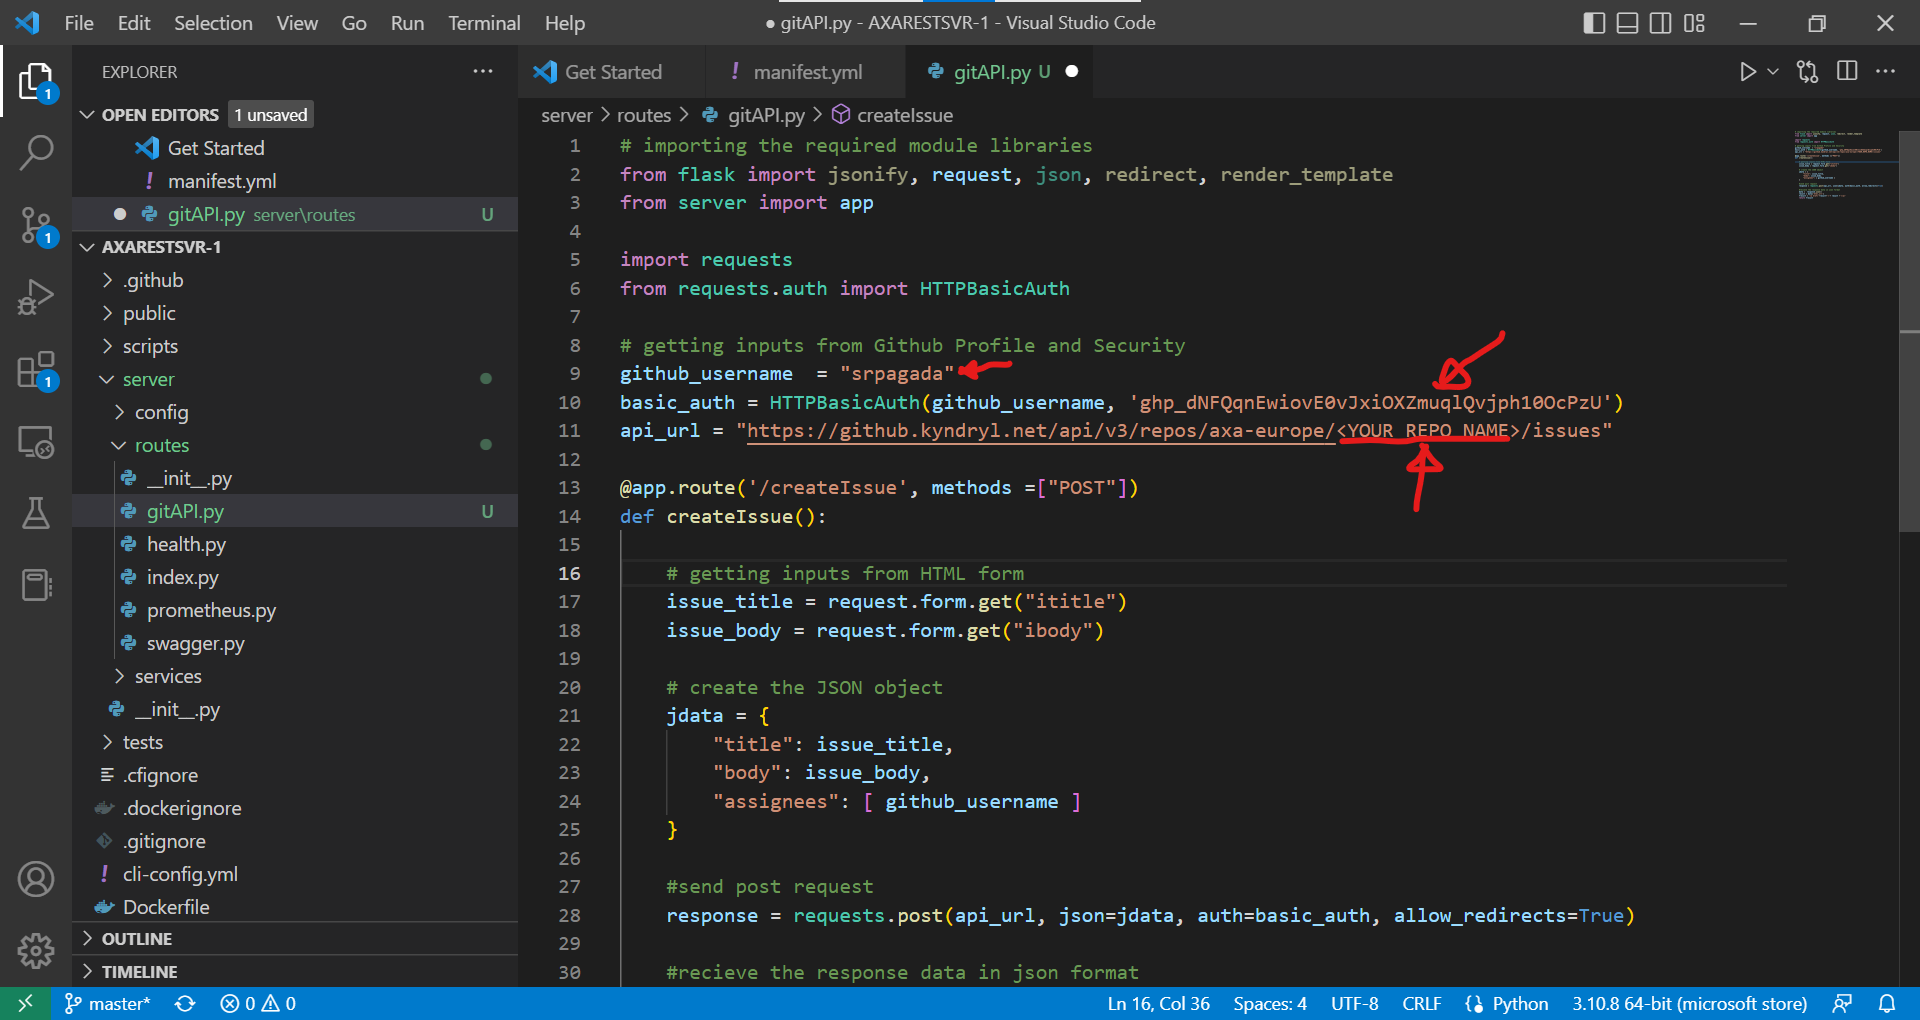 File Edit Selection View Go Run Terminal Help
● gitAPI.py - AXARESTSVR-1 - Visual Studio Code
EXPLORER
OPEN EDITORS 1 unsaved
Get Started
! manifest.yml
gitAPI.py server\routes U
AXARESTSVR-1
.github
public
scripts
server
config
routes
__init__.py
gitAPI.py U
health.py
index.py
prometheus.py
swagger.py
services
__init__.py
tests
.cfignore
.dockerignore
.gitignore
! cli-config.yml
Dockerfile
OUTLINE
TIMELINE
1
1
1
Get Started ! manifest.yml gitAPI.py U
server > routes > gitAPI.py > createIssue
1 # importing the required module libraries
2 from flask import jsonify, request, json, redirect, render_template
3 from server import app
4
5 import requests
6 from requests.auth import HTTPBasicAuth
7
8 # getting inputs from Github Profile and Security
9 github_username  = "srpagada"
10 basic_auth = HTTPBasicAuth(github_username, 'ghp_dNFQqnEwiovE0vJxiOXZmuqlQvjph10OcPzU')
11 api_url = "https://github.kyndryl.net/api/v3/repos/axa-europe/<YOUR REPO NAME>/issues"
12
13 @app.route('/createIssue', methods =["POST"])
14 def createIssue():
15
16 # getting inputs from HTML form
17 issue_title = request.form.get("ititle")
18 issue_body = request.form.get("ibody")
19
20 # create the JSON object
21 jdata = {
22 "title": issue_title,
23 "body": issue_body,
24 "assignees": [ github_username ]
25 }
26
27 #send post request
28 response = requests.post(api_url, json=jdata, auth=basic_auth, allow_redirects=True)
29
30 #recieve the response data in json format
master* 0 0 Ln 16, Col 36 Spaces: 4 UTF-8 CRLF Python 3.10.8 64-bit (microsoft store)